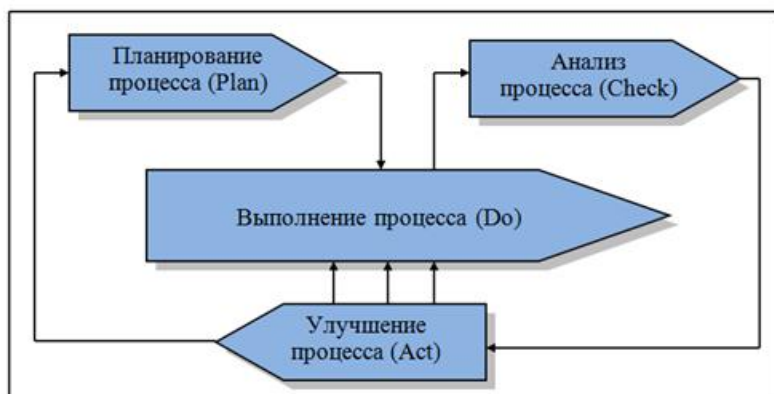 Планирование
процесса (Plan)
Анализ
процесса (Check)
Выполнение процесса (Do)
Улучшение
процесса (Act)